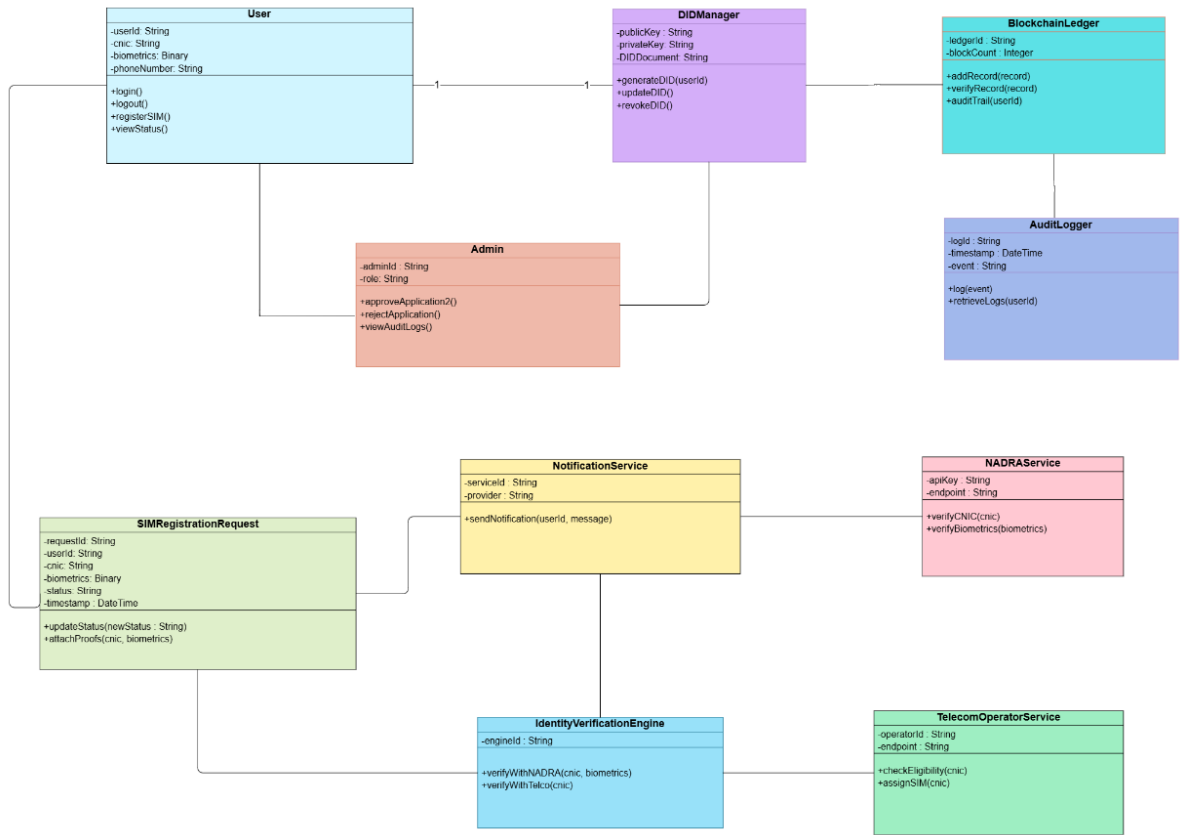 User
-userId: String
-cnic: String
-biometrics: Binary
-phoneNumber: String
+login()
+logout()
+registerSIM()
+viewStatus()
1
1
DIDManager
-publicKey : String
-privateKey: String
-DIDDocument: String
+generateDID(userId)
+updateDID()
+revokeDID()
BlockchainLedger
-ledgerId : String
-blockCount : Integer
+addRecord(record)
+verifyRecord(record)
+auditTrail(userId)
Admin
-adminId : String
-role: String
+approveApplication2()
+rejectApplication()
+viewAuditLogs()
AuditLogger
-logId : String
-timestamp : DateTime
-event : String
+log(event)
+retrieveLogs(userId)
NotificationService
-serviceId : String
-provider : String
+sendNotification(userId, message)
NADRAService
-apiKey : String
-endpoint : String
+verifyCNIC(cnic)
+verifyBiometrics(biometrics)
SIMRegistrationRequest
-requestId: String
-userId: String
-cnic: String
-biometrics: Binary
-status: String
-timestamp : DateTime
+updateStatus(newStatus : String)
+attachProofs(cnic, biometrics)
IdentityVerificationEngine
-engineId : String
+verifyWithNADRA(cnic, biometrics)
+verifyWithTelco(cnic)
TelecomOperatorService
-operatorId : String
-endpoint : String
+checkEligibility(cnic)
+assignSIM(cnic)